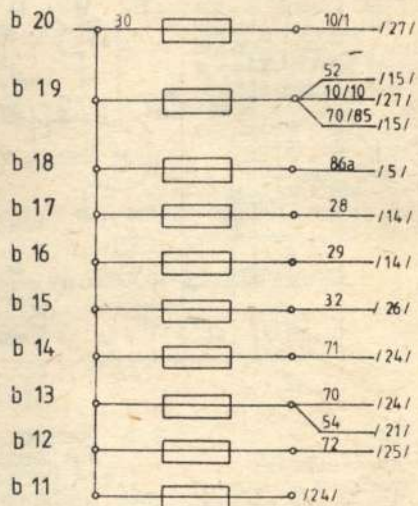 b 20 30 10/1 /27/
52 /15/
b 19 10/10 /27/
70/85 /15/
b 18 86a /5/
b 17 28 /14/
b 16 29 /14/
b 15 32 /26/
b 14 71 /24/
b 13 70 /24/
54 /21/
b 12 72 /25/
b 11 /24/